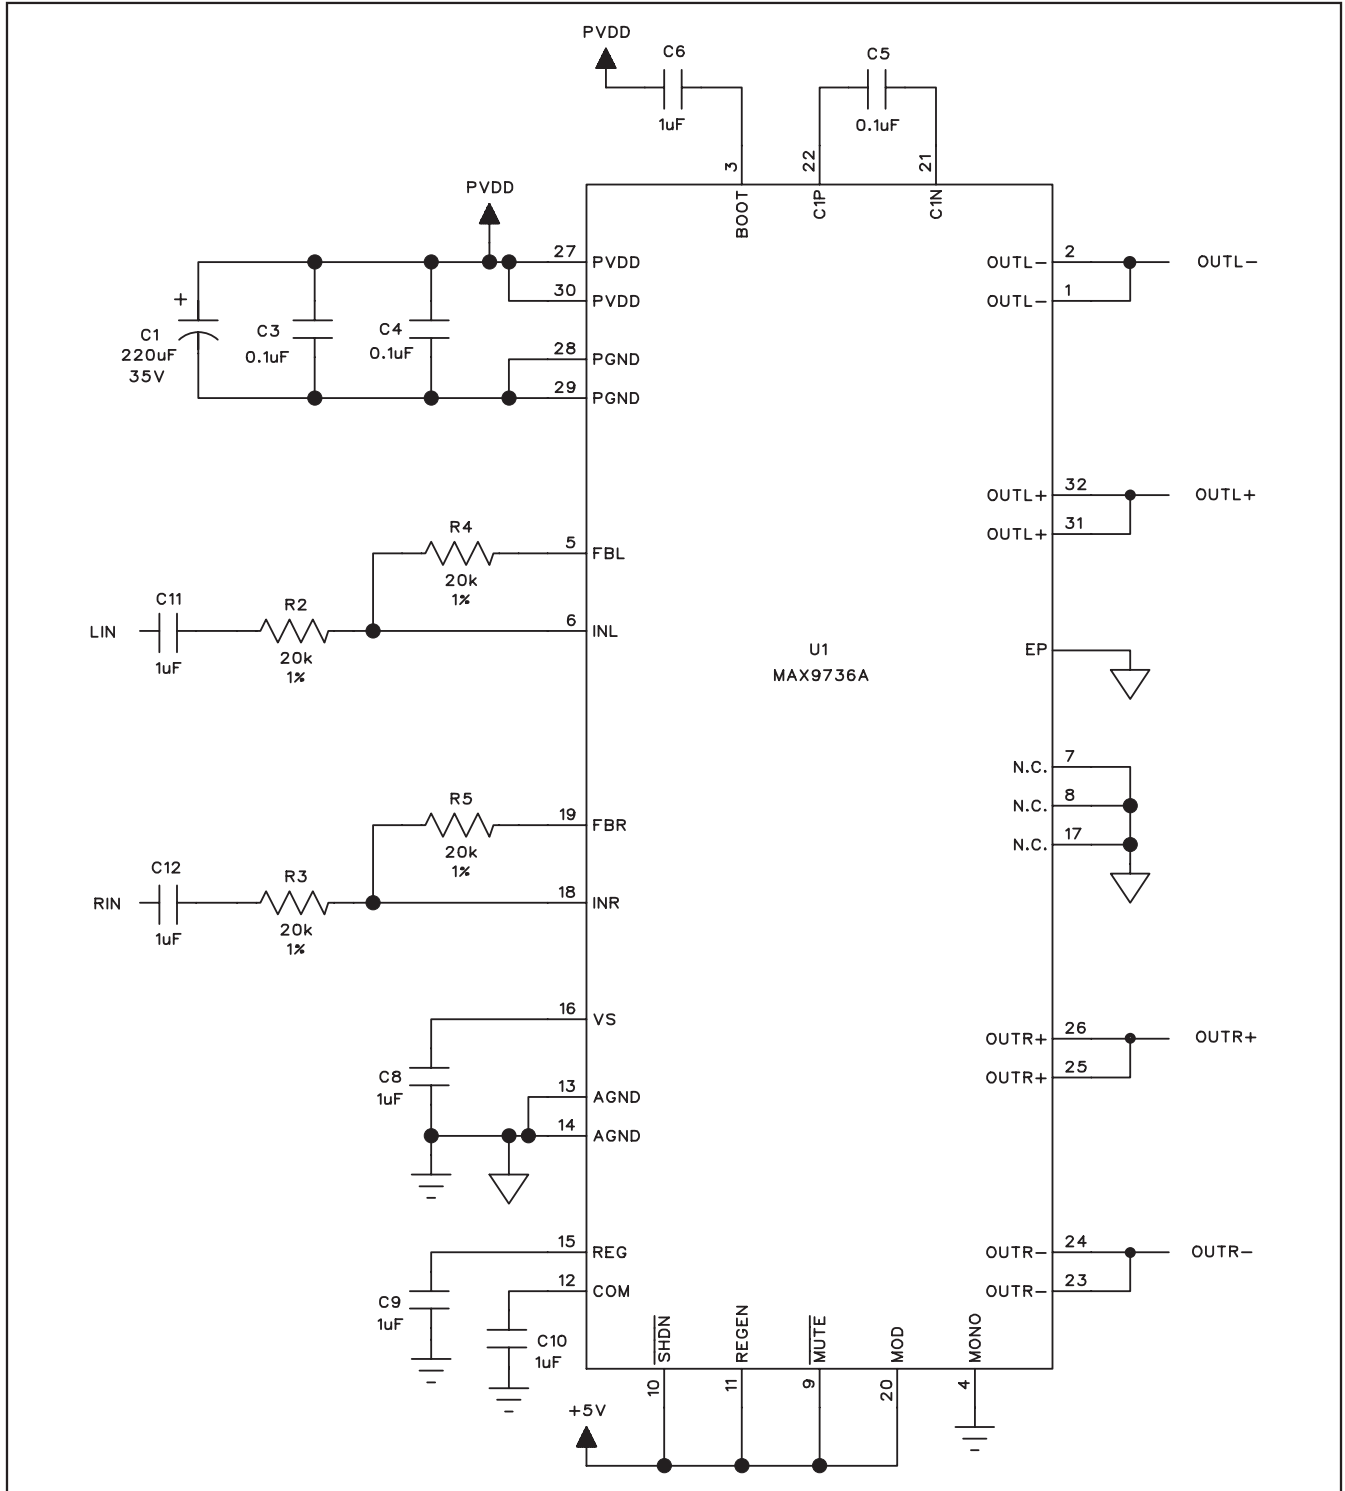 PVDD
C6
1uF
C5
0.1uF
3
22
21
BOOT
C1P
C1N
PVDD
27
PVDD
30
PVDD
28
PGND
29
PGND
+
C1
220uF
35V
C3
0.1uF
C4
0.1uF
OUTL-
2
OUTL-
OUTL-
1
OUTL+
32
OUTL+
OUTL+
31
R4
20k
1%
5
FBL
LIN
C11
1uF
R2
20k
1%
6
INL
U1
MAX9736A
EP
N.C.
7
N.C.
8
N.C.
17
R5
20k
1%
19
FBR
RIN
C12
1uF
R3
20k
1%
18
INR
16
VS
C8
1uF
13
AGND
14
AGND
OUTR+
26
OUTR+
OUTR+
25
15
REG
12
COM
C9
1uF
C10
1uF
OUTR-
24
OUTR-
OUTR-
23
SHDN
REGEN
MUTE
MOD
MONO
10
11
9
20
4
+5V